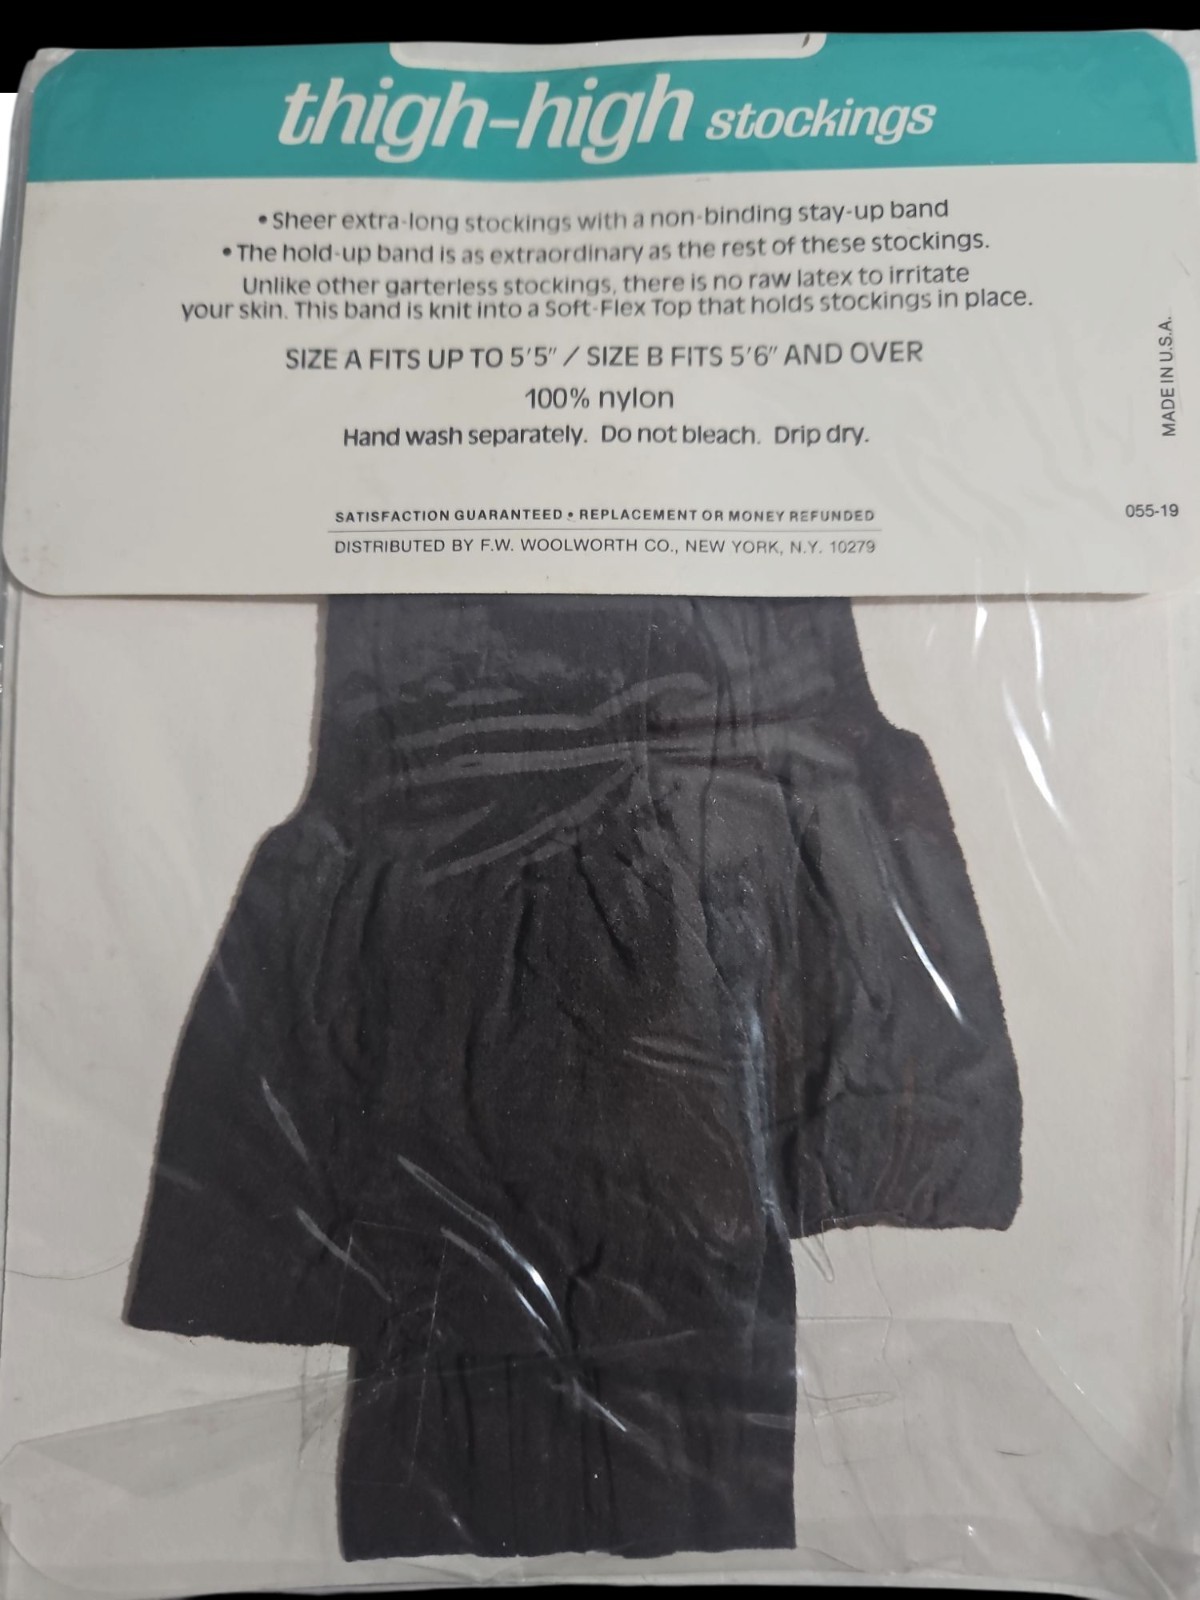 thigh-high stockings
• Sheer extra-long stockings with a non-binding stay-up band
• The hold-up band is as extraordinary as the rest of these stockings.
Unlike other garterless stockings, there is no raw latex to irritate
your skin. This band is knit into a Soft-Flex Top that holds stockings in place.
SIZE A FITS UP TO 5'5" / SIZE B FITS 5'6" AND OVER
100% nylon
Hand wash separately. Do not bleach. Drip dry.
MADE IN U.S.A.
SATISFACTION GUARANTEED • REPLACEMENT OR MONEY REFUNDED
055-19
DISTRIBUTED BY F.W. WOOLWORTH CO., NEW YORK, N.Y. 10279